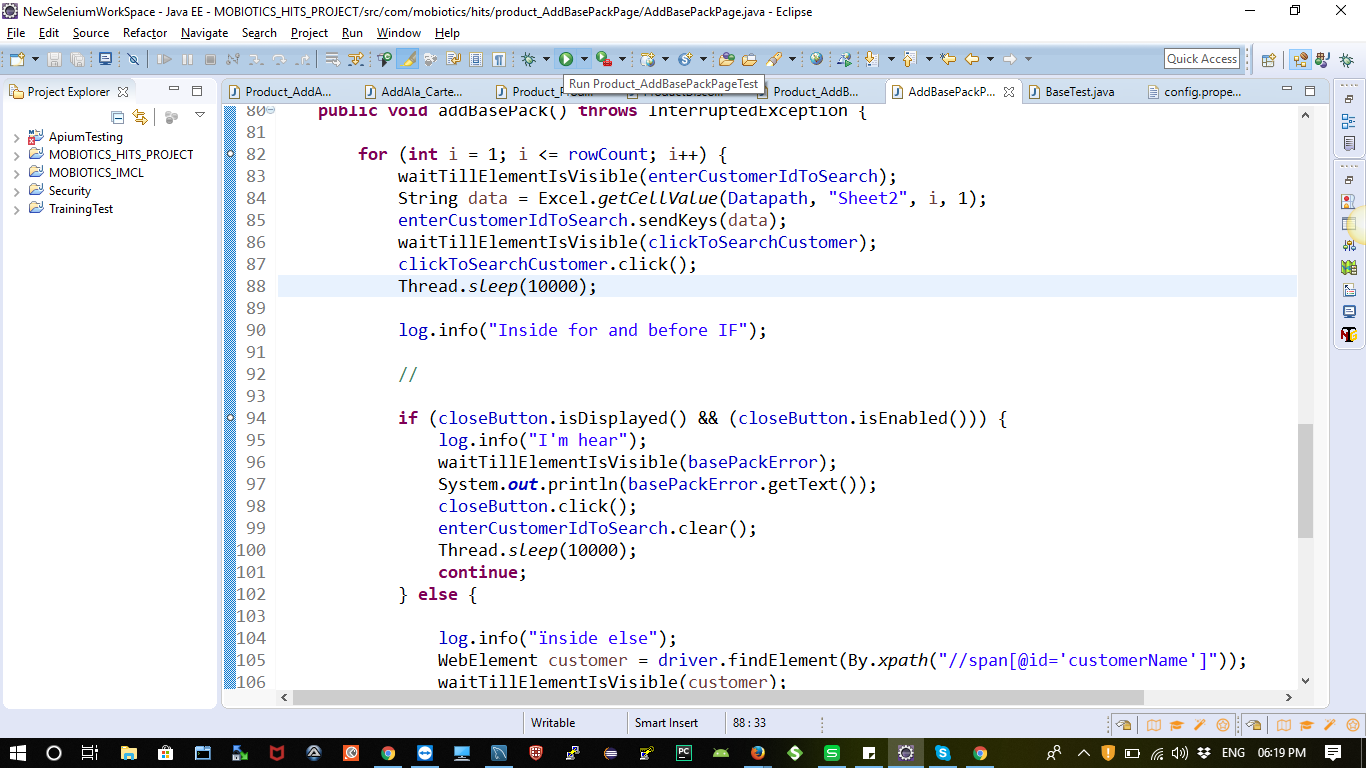 NewSeleniumWorkSpace - Java EE - MOBIOTICS_HITS_PROJECT/src/com/mobiotics/hits/product_AddBasePackPage/AddBasePackPage.java - Eclipse
File Edit Source Refactor Navigate Search Project Run Window Help
Quick Access
Run Product_AddBasePackPageTest
Project Explorer
Product_AddA... AddAla_Carte... Product_P Product_AddB... AddBasePackP... BaseTest.java config.prope...
ApiumTesting
MOBIOTICS_HITS_PROJECT
MOBIOTICS_IMCL
Security
TrainingTest
80 public void addBasePack() throws InterruptedException {
81
82 for (int i = 1; i <= rowCount; i++) {
83 waitTillElementIsVisible(enterCustomerIdToSearch);
84 String data = Excel.getCellValue(Datapath, "Sheet2", i, 1);
85 enterCustomerIdToSearch.sendKeys(data);
86 waitTillElementIsVisible(clickToSearchCustomer);
87 clickToSearchCustomer.click();
88 Thread.sleep(10000);
89
90 log.info("Inside for and before IF");
91
92 //
93
94 if (closeButton.isDisplayed() && (closeButton.isEnabled())) {
95 log.info("I'm hear");
96 waitTillElementIsVisible(basePackError);
97 System.out.println(basePackError.getText());
98 closeButton.click();
99 enterCustomerIdToSearch.clear();
100 Thread.sleep(10000);
101 continue;
102 } else {
103
104 log.info("ïnside else");
105 WebElement customer = driver.findElement(By.xpath("//span[@id='customerName']"));
106 waitTillElementIsVisible(customer);
Writable Smart Insert 88 : 33
ENG 06:19 PM